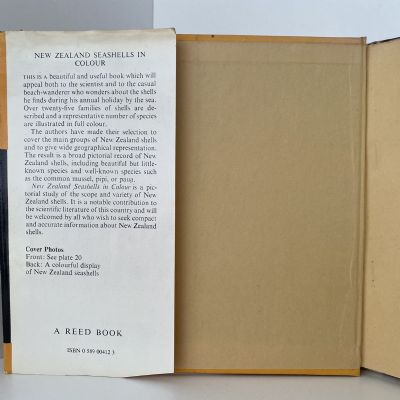 NEW ZEALAND SEASHELLS IN
COLOUR
THIS IS a beautiful and useful book which will
appeal both to the scientist and to the casual
beach-wanderer who wonders about the shells
he finds during his annual holiday by the sea.
Over twenty-five families of shells are de-
scribed and a representative number of species
are illustrated in full colour.
The authors have made their selection to
cover the main groups of New Zealand shells
and to give wide geographical representation.
The result is a broad pictorial record of New
Zealand shells, including beautiful but little-
known species and well-known species such
as the common mussel, pipi, or paua.
New Zealand Seashells in Colour is a pic-
torial study of the scope and variety of New
Zealand shells. It is a notable contribution to
the scientific literature of this country and will
be welcomed by all who wish to seek compact
and accurate information about New Zealand
shells.
Cover Photos
Front: See plate 20
Back: A colourful display
of New Zealand seashells
A REED BOOK
ISBN 0 589 00412 3